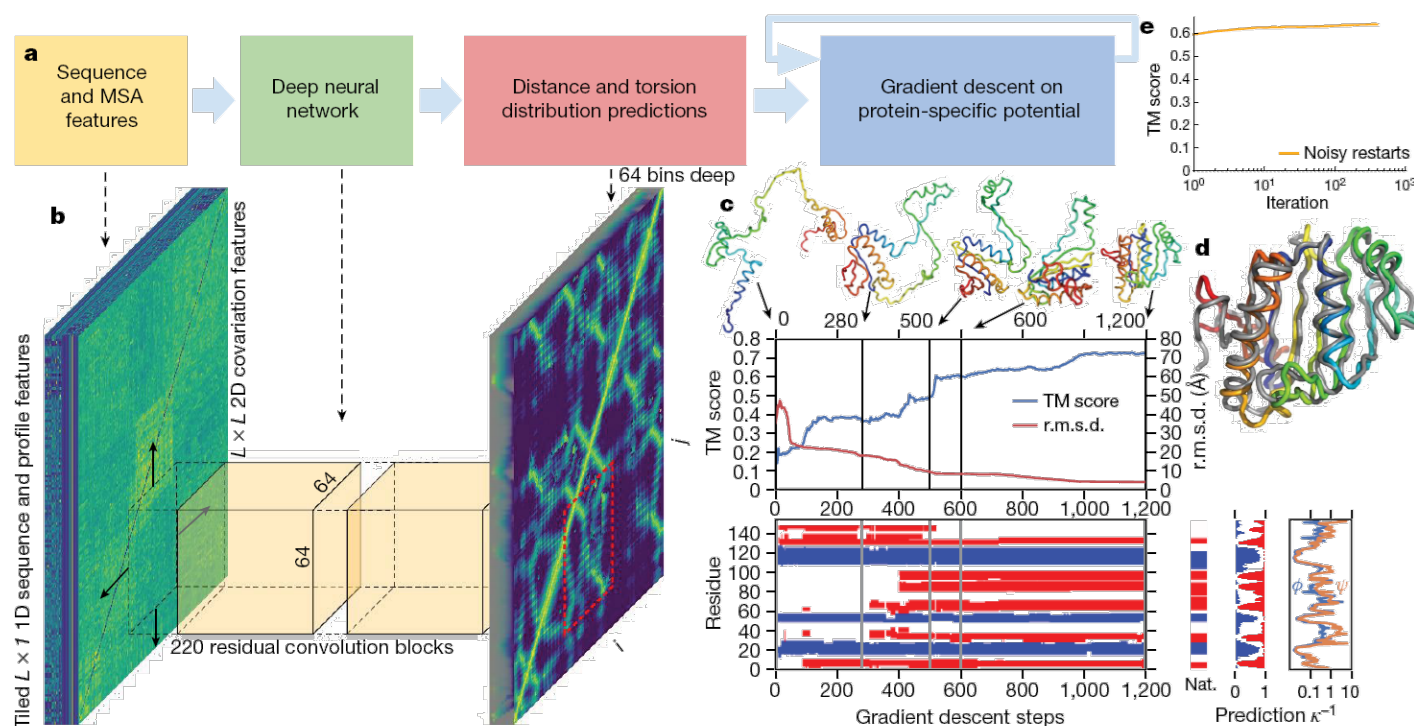 a
Sequence
and MSA
features
Deep neural
network
Distance and torsion
distribution predictions
Gradient descent on
protein-specific potential
e
TM score
0.6
0.5
0.4
0.3
0.2
0.1
0
Noisy restarts
10⁰
10¹
10²
10³
Iteration
b
Tiled L × 1 1D sequence and profile features
L × L 2D covariation features
64
64
220 residual convolution blocks
64 bins deep
j
i
c
0
280
500
600
1,200
TM score
0.8
0.7
0.6
0.5
0.4
0.3
0.2
0.1
0
TM score
r.m.s.d.
80
70
60
50
40
30
20
10
0
r.m.s.d. (Å)
0 200 400 600 800 1,000 1,200
Residue
140
120
100
80
60
40
20
0
0 200 400 600 800 1,000 1,200
Gradient descent steps
d
Nat.
0 1
ϕ
ψ
0.1 1 10
Prediction κ⁻¹